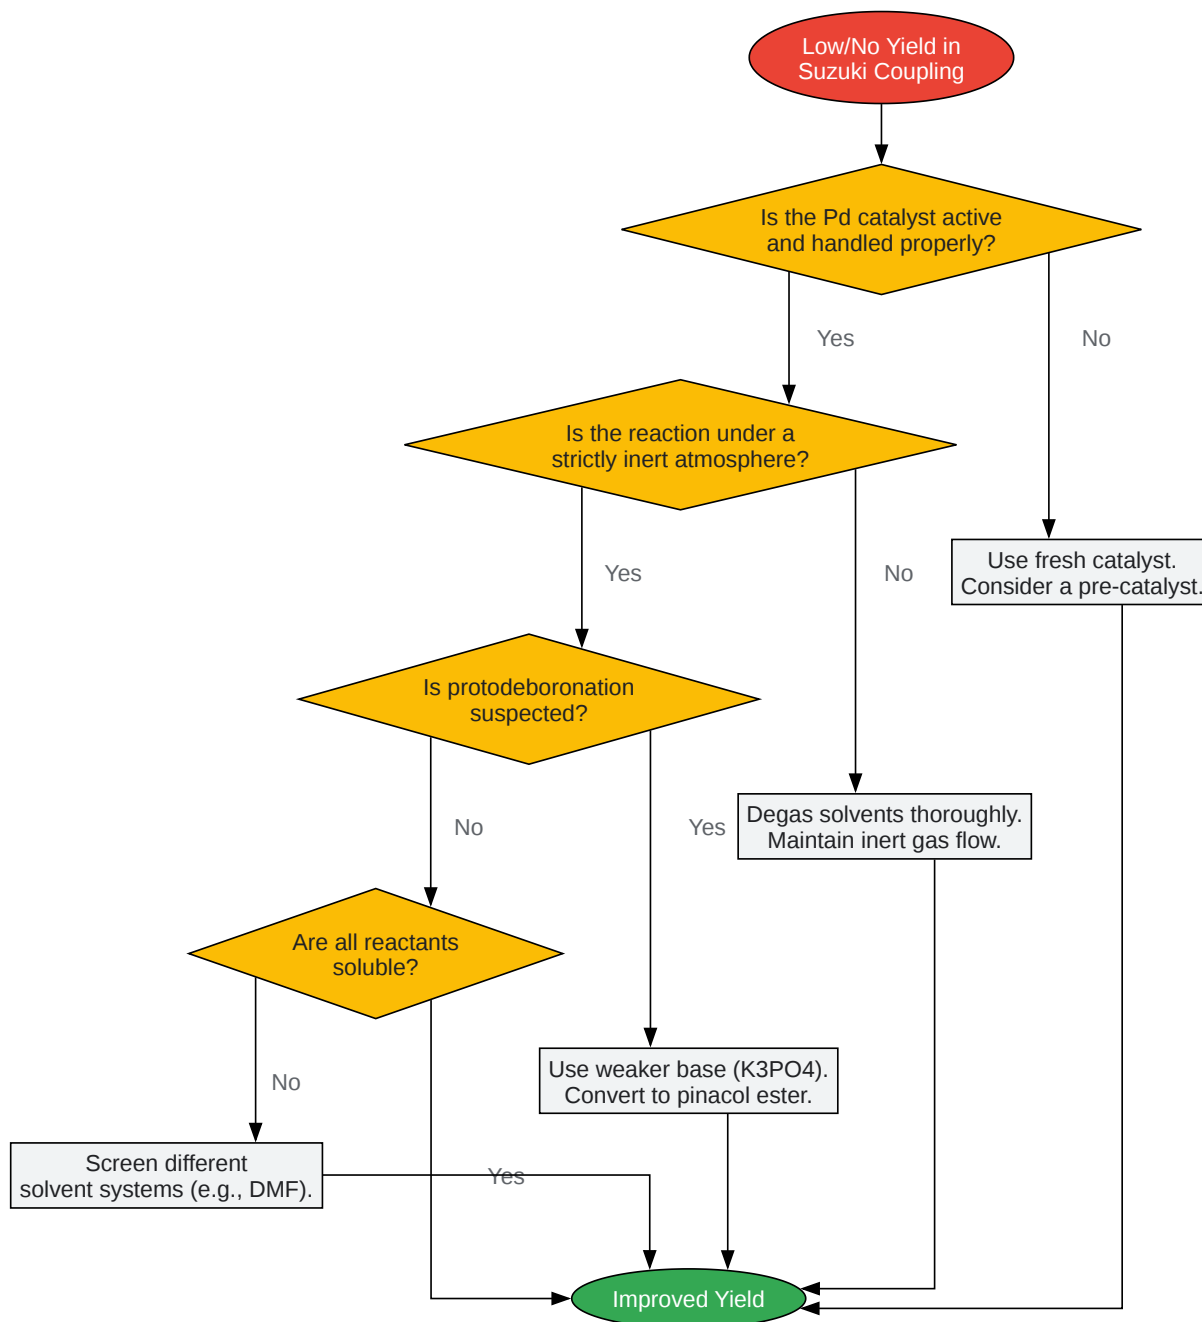 Low/No Yield in
Suzuki Coupling
Is the Pd catalyst active
and handled properly?
Yes
No
Is the reaction under a
strictly inert atmosphere?
Use fresh catalyst.
Consider a pre-catalyst.
Yes
No
Is protodeboronation
suspected?
Degas solvents thoroughly.
Maintain inert gas flow.
No
Yes
Are all reactants
soluble?
Use weaker base (K3PO4).
Convert to pinacol ester.
No
Screen different
solvent systems (e.g., DMF).
Yes
Improved Yield